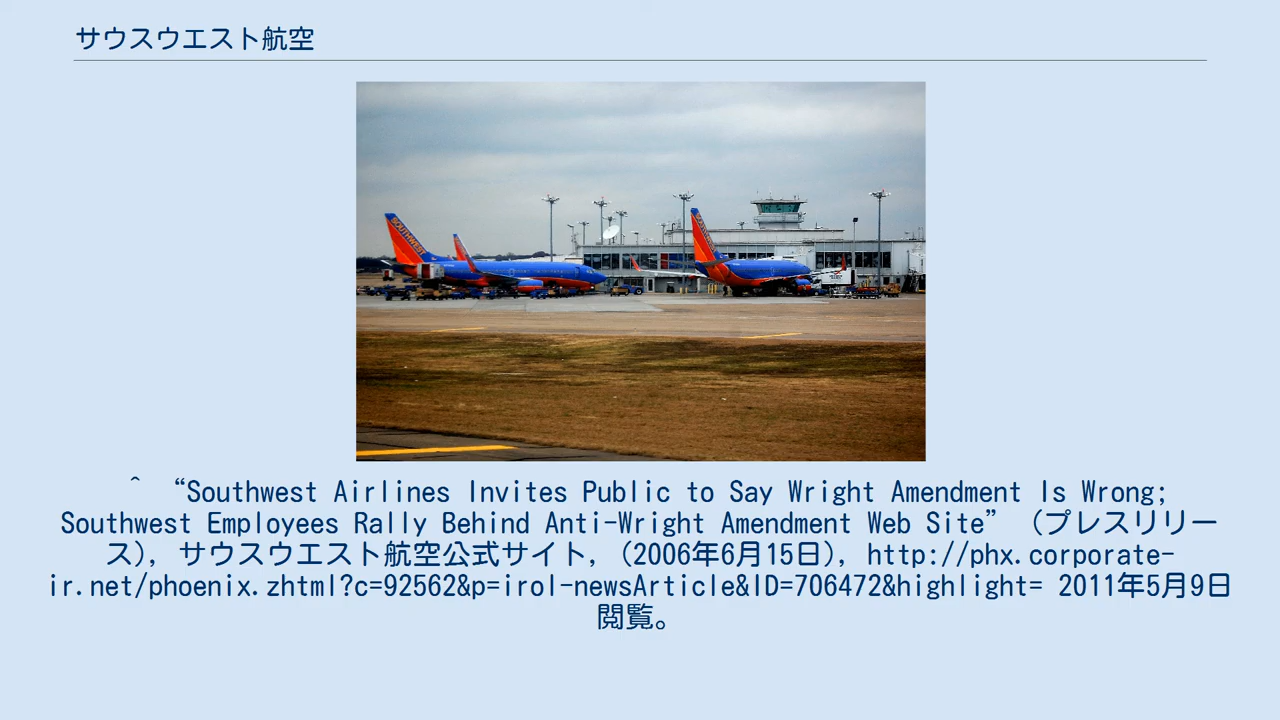 サウスウエスト航空
SOUTHWEST
^ “Southwest Airlines Invites Public to Say Wright Amendment Is Wrong;
Southwest Employees Rally Behind Anti-Wright Amendment Web Site” (プレスリリー
ス), サウスウエスト航空公式サイト, (2006年6月15日), http://phx.corporate-
ir.net/phoenix.zhtml?c=92562&p=irol-newsArticle&ID=706472&highlight= 2011年5月9日
閲覧。